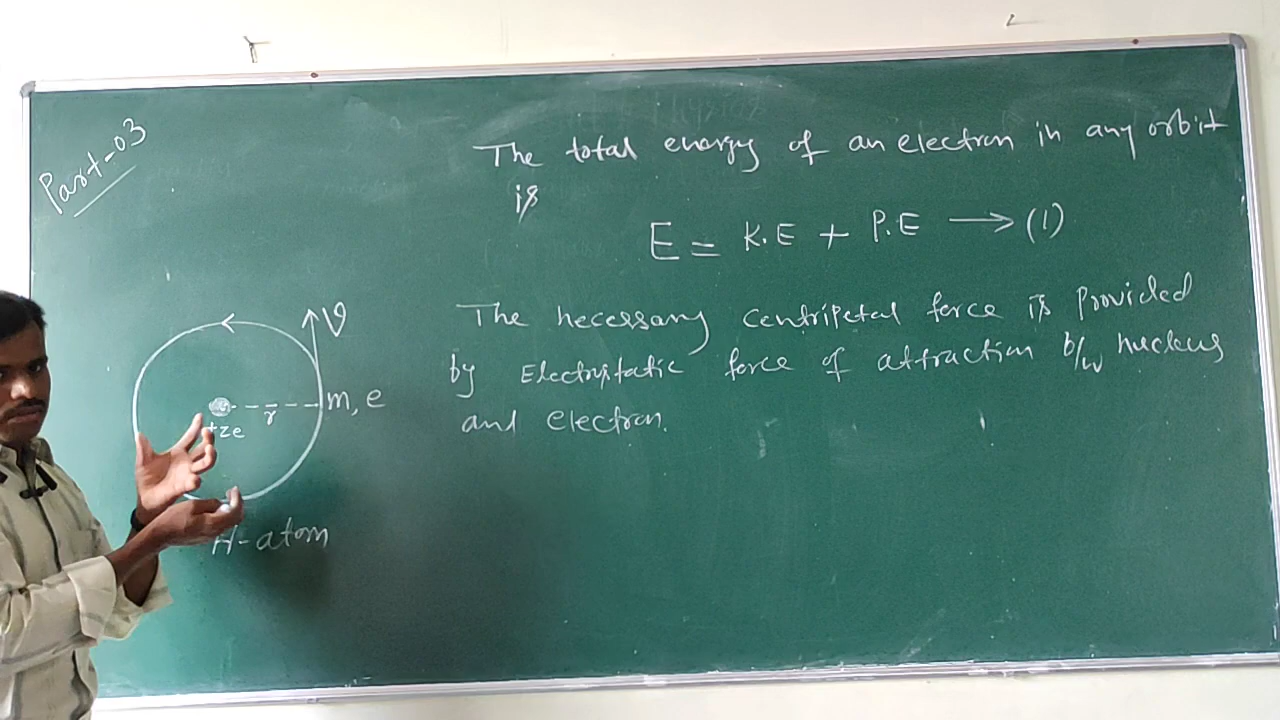 Part-03
The total energy of an electron in any orbit
is
E = K.E + P.E ⟶ (1)
The necessary centripetal force is provided
by Electrostatic force of attraction b/w nucleus
and electron.
V
r
m, e
+ze
H-atom